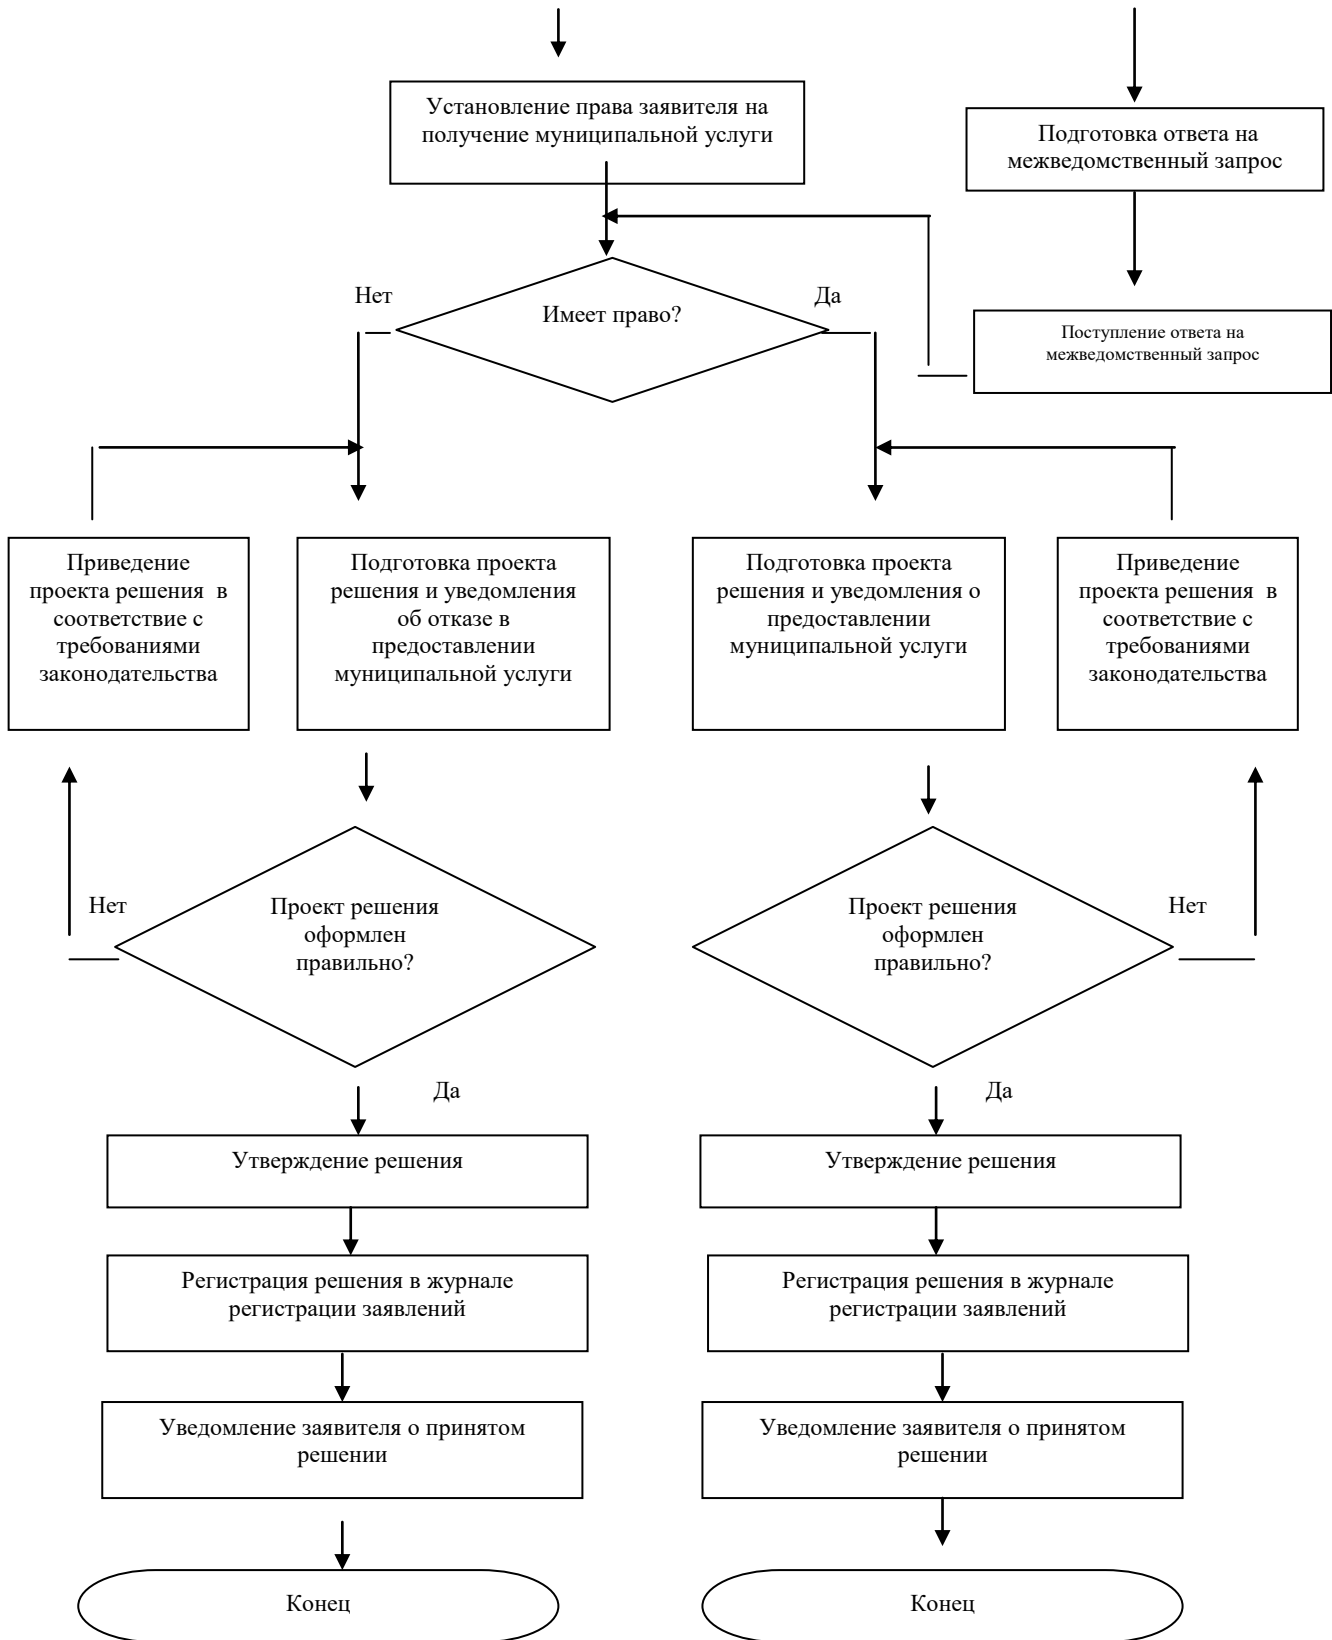 Установление права заявителя на
получение муниципальной услуги
Подготовка ответа на
межведомственный запрос
Нет
Имеет право?
Да
Поступление ответа на
межведомственный запрос
Приведение
проекта решения  в
соответствие с
требованиями
законодательства
Подготовка проекта
решения и уведомления
об отказе в
предоставлении
муниципальной услуги
Подготовка проекта
решения и уведомления о
предоставлении
муниципальной услуги
Приведение
проекта решения  в
соответствие с
требованиями
законодательства
Нет
Проект решения
оформлен
правильно?
Проект решения
оформлен
правильно?
Нет
Да
Да
Утверждение решения
Утверждение решения
Регистрация решения в журнале
регистрации заявлений
Регистрация решения в журнале
регистрации заявлений
Уведомление заявителя о принятом
решении
Уведомление заявителя о принятом
решении
Конец
Конец